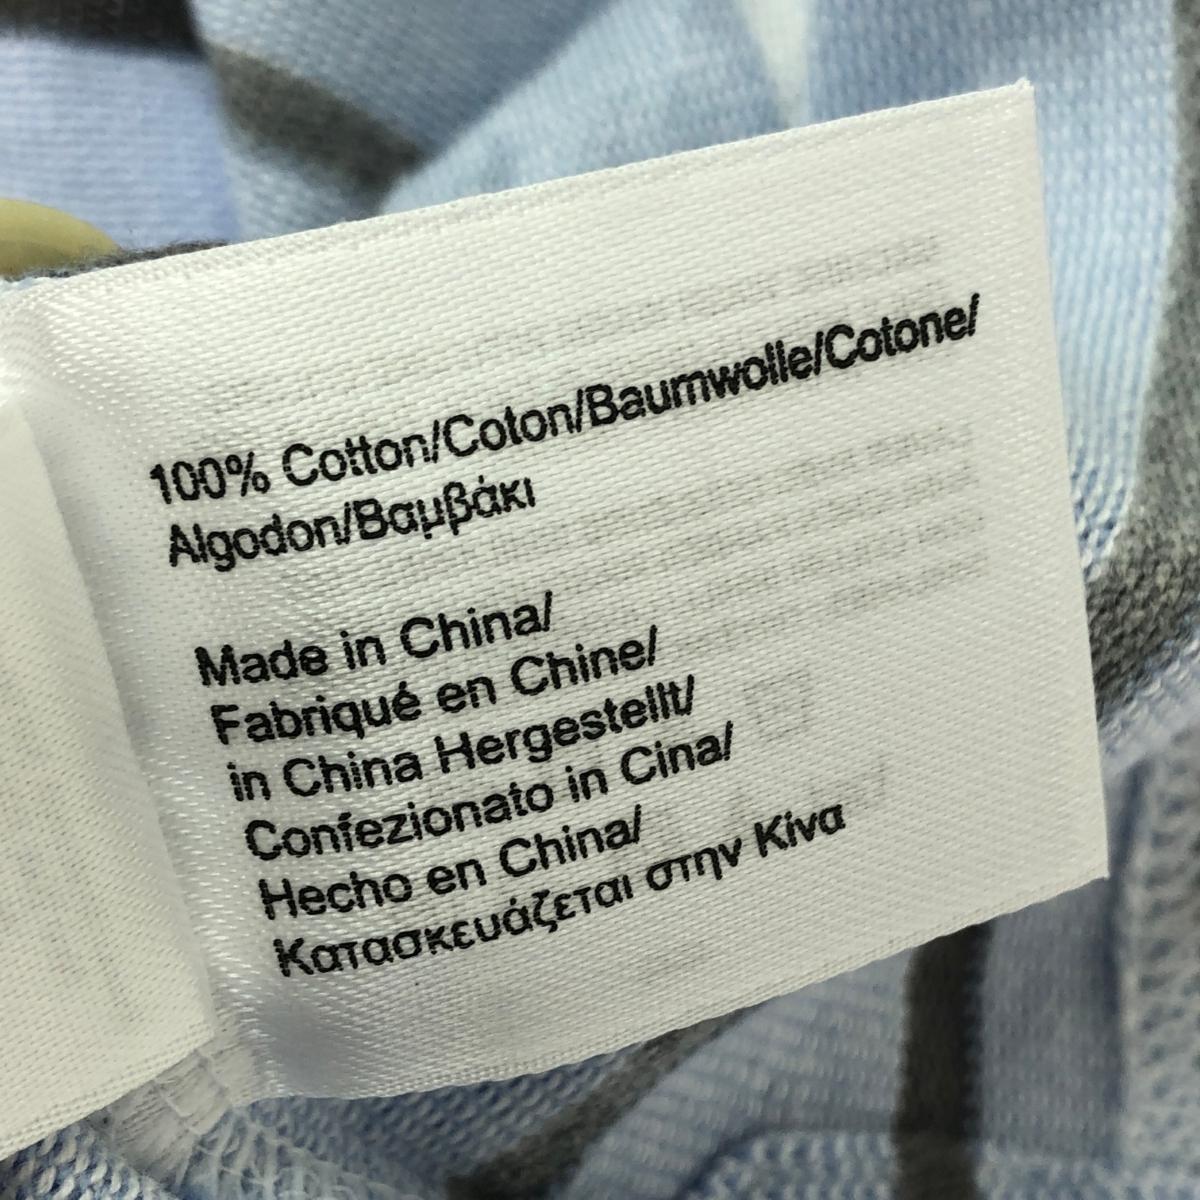 100% Cotton/Coton/Baumwolle/Cotone/
Algodon/Βαμβάκι
Made in China/
Fabriqué en Chine/
in China Hergestellt/
Confezionato in Cina/
Hecho en China/
Κατασκευάζεται στην Κίνα